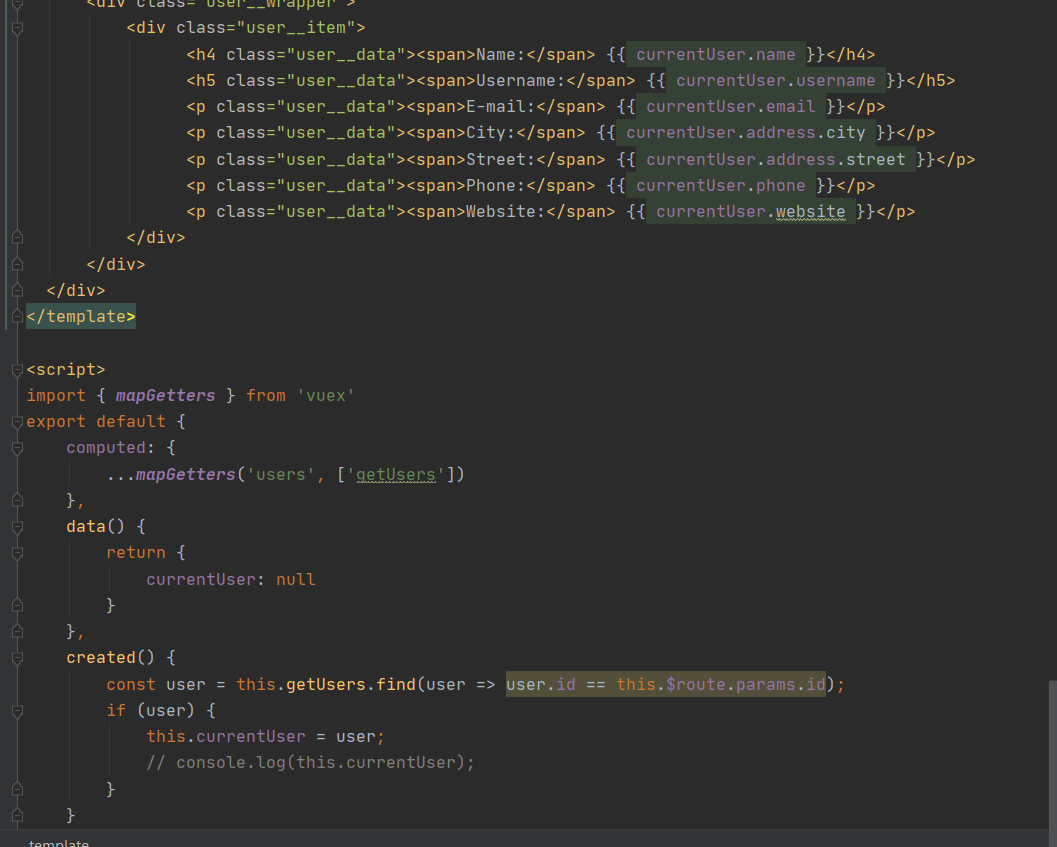 <div class="user__wrapper">
<div class="user__item">
<h4 class="user__data"><span>Name:</span> {{ currentUser.name }}</h4>
<h5 class="user__data"><span>Username:</span> {{ currentUser.username }}</h5>
<p class="user__data"><span>E-mail:</span> {{ currentUser.email }}</p>
<p class="user__data"><span>City:</span> {{ currentUser.address.city }}</p>
<p class="user__data"><span>Street:</span> {{ currentUser.address.street }}</p>
<p class="user__data"><span>Phone:</span> {{ currentUser.phone }}</p>
<p class="user__data"><span>Website:</span> {{ currentUser.website }}</p>
</div>
</div>
</div>
</template>
<script>
import { mapGetters } from 'vuex'
export default {
computed: {
...mapGetters('users', ['getUsers'])
},
data() {
return {
currentUser: null
}
},
created() {
const user = this.getUsers.find(user => user.id == this.$route.params.id);
if (user) {
this.currentUser = user;
// console.log(this.currentUser);
}
}
template